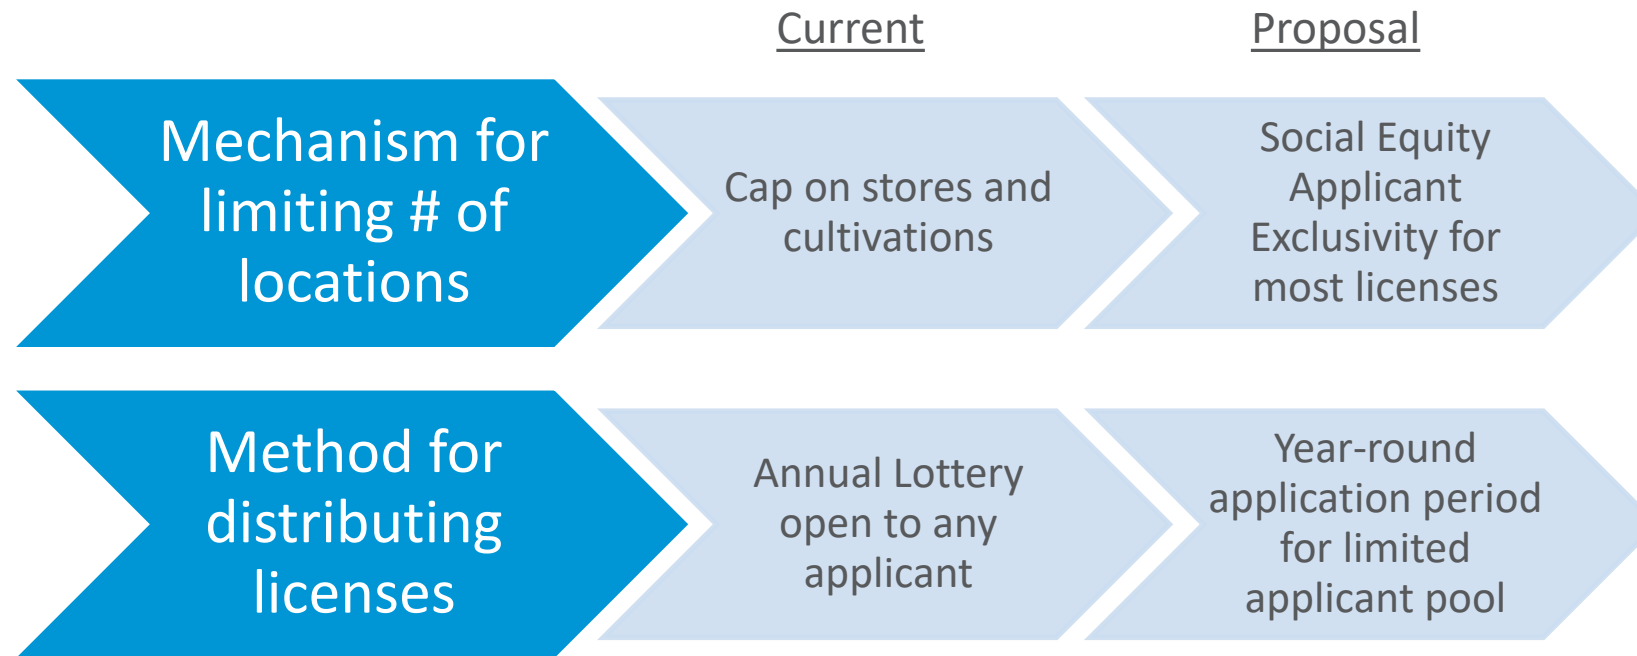 Current
Proposal
Mechanism for
limiting # of
locations
Cap on stores and
cultivations
Social Equity
Applicant
Exclusivity for
most licenses
Method for
distributing
licenses
Annual Lottery
open to any
applicant
Year-round
application period
for limited
applicant pool